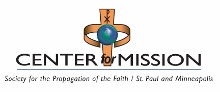 CENTER for MISSION
Society for the Propagation of the Faith / St. Paul and Minneapolis